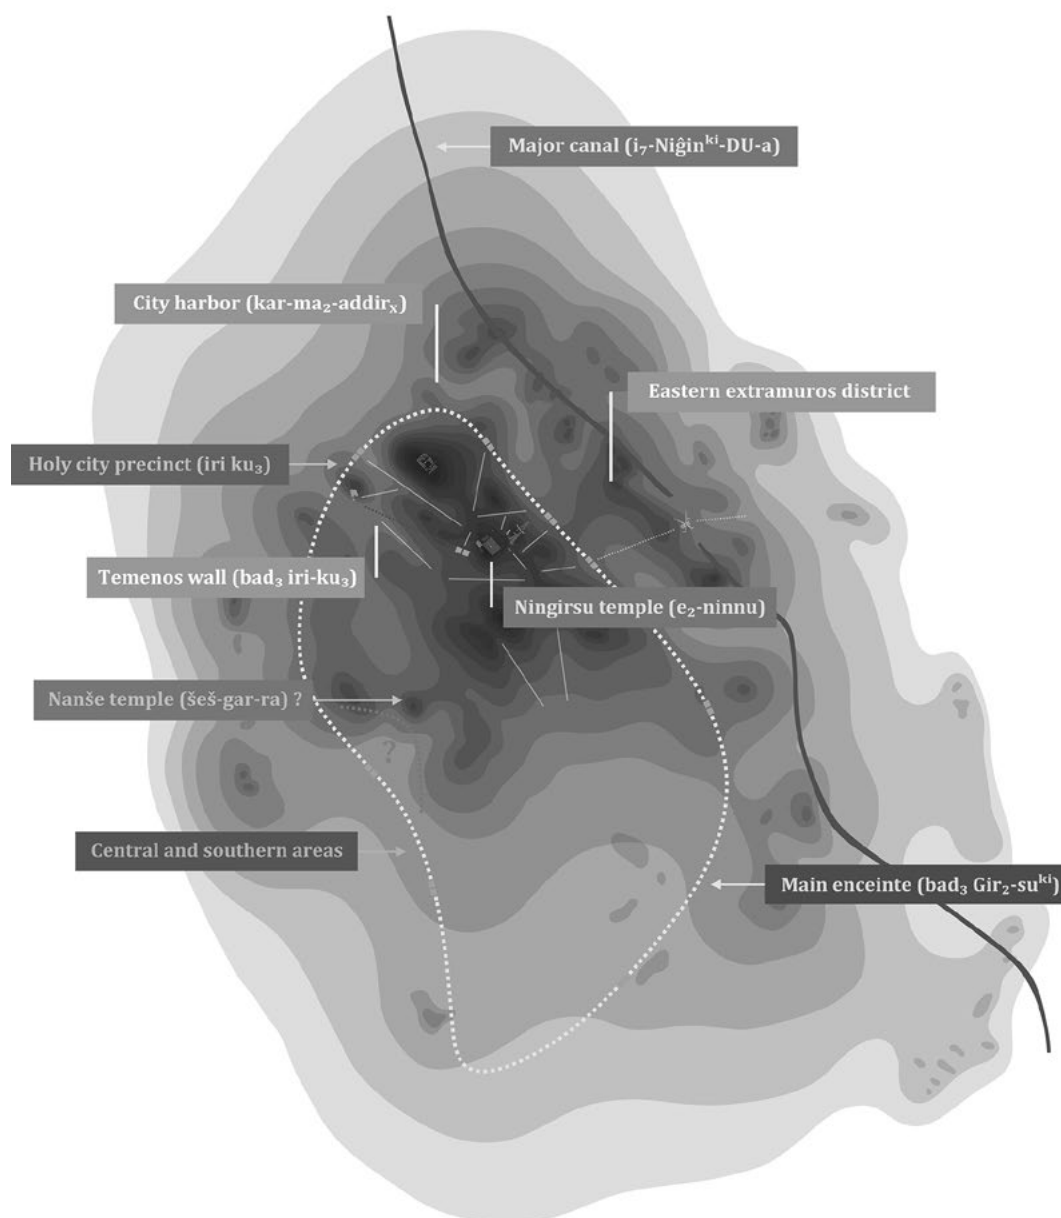 Major canal (i₇-Niĝinᵏⁱ-DU-a)
City harbor (kar-ma₂-addirₓ)
Eastern extramuros district
Holy city precinct (iri ku₃)
Temenos wall (bad₃ iri-ku₃)
Ningirsu temple (e₂-ninnu)
Nanše temple (šeš-gar-ra) ?
?
Central and southern areas
Main enceinte (bad₃ Gir₂-suᵏⁱ)